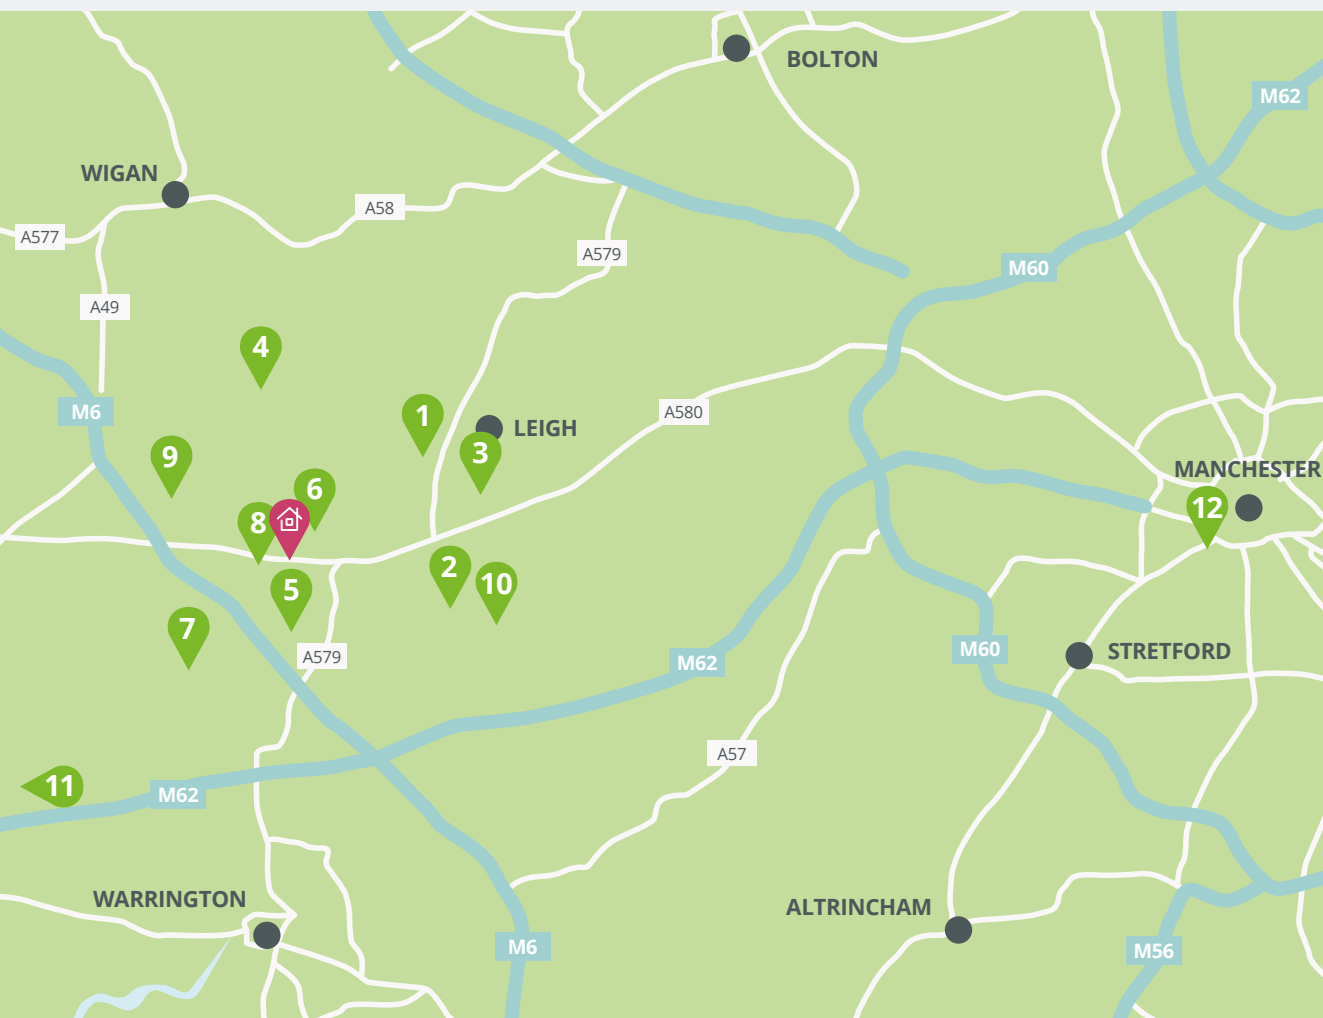 BOLTON
M62
WIGAN
A58
A577
A579
M60
A49
4
M6
1
A580
LEIGH
9
3
MANCHESTER
6
12
8
2
10
5
7
A579
M62
M60
STRETFORD
A57
11
M62
WARRINGTON
ALTRINCHAM
M6
M56